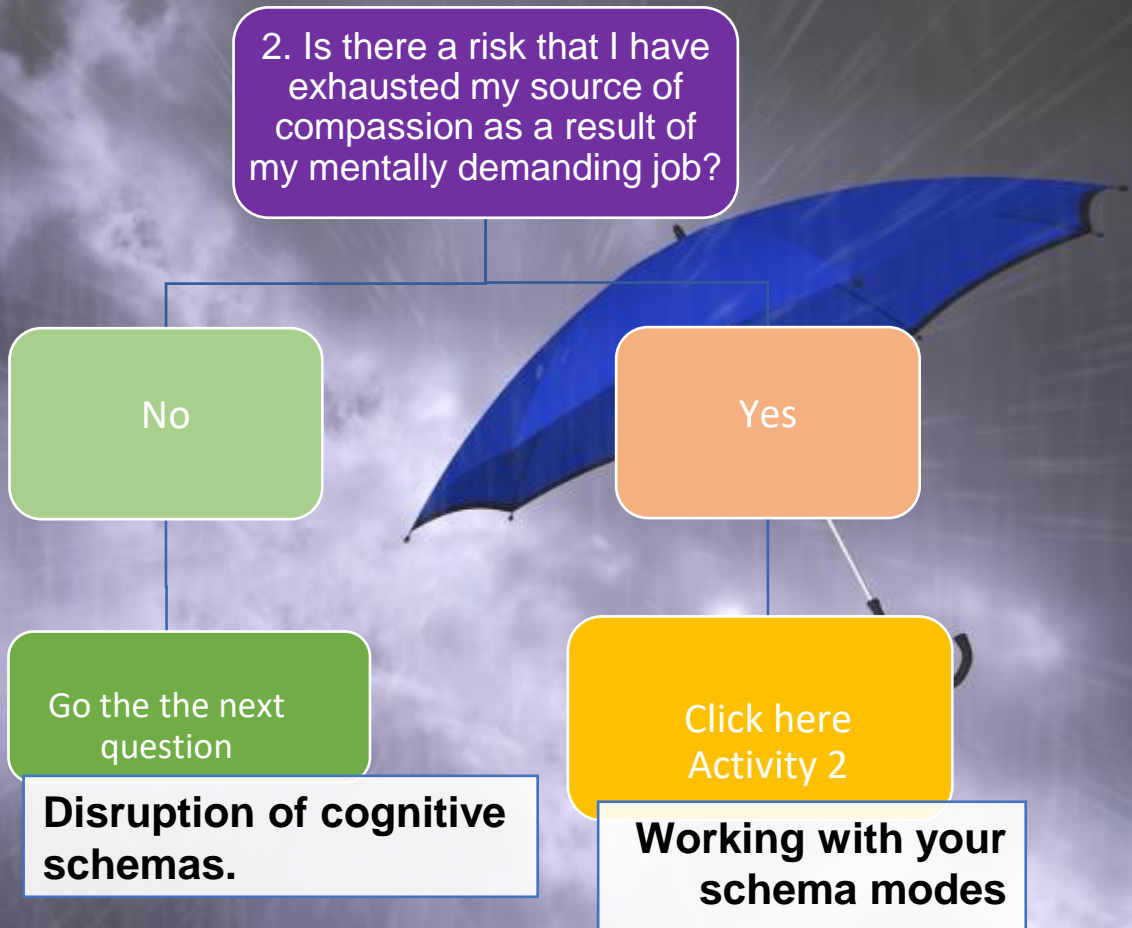 2. Is there a risk that I have
exhausted my source of
compassion as a result of
my mentally demanding job?
No
Yes
Go the the next
question
Click here
Activity 2
Disruption of cognitive
schemas.
Working with your
schema modes